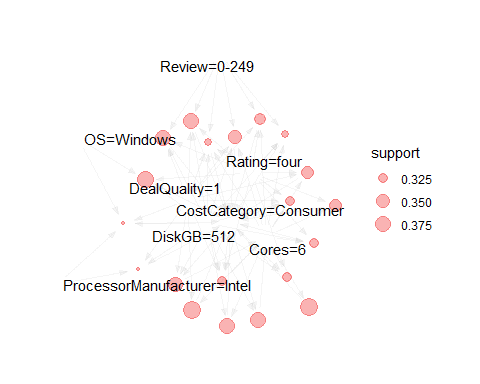 Review=0-249
OS=Windows
Rating=four
DealQuality=1
CostCategory=Consumer
DiskGB=512
Cores=6
ProcessorManufacturer=Intel
support
0.325
0.350
0.375